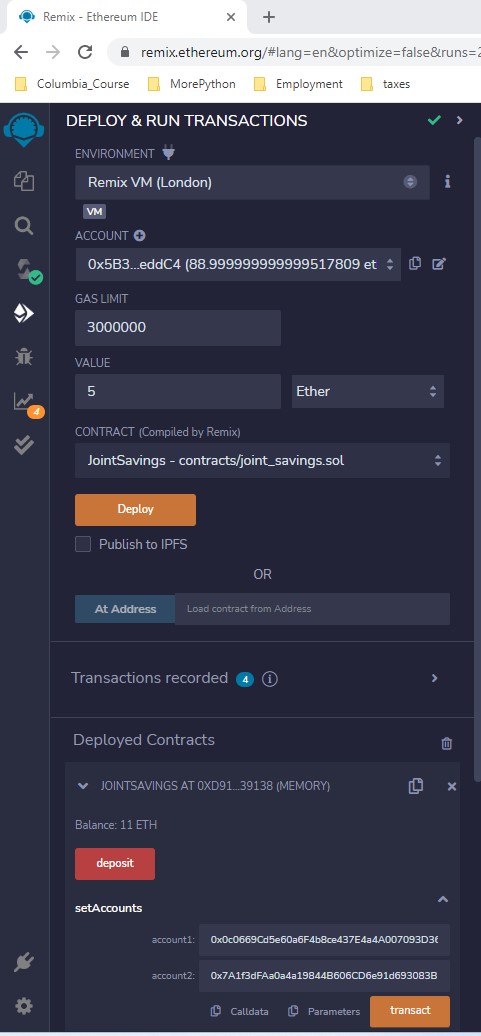 Remix - Ethereum IDE
remix.ethereum.org/#lang=en&optimize=false&runs=2
Columbia_Course MorePython Employment taxes
DEPLOY & RUN TRANSACTIONS
ENVIRONMENT
Remix VM (London)
VM
ACCOUNT
0x5B3...eddC4 (88.999999999999517809 et
GAS LIMIT
3000000
VALUE
5 Ether
CONTRACT (Compiled by Remix)
JointSavings - contracts/joint_savings.sol
Deploy
Publish to IPFS
OR
At Address Load contract from Address
4
Transactions recorded 4
Deployed Contracts
JOINTSAVINGS AT 0XD91...39138 (MEMORY)
Balance: 11 ETH
deposit
setAccounts
account1: 0x0c0669Cd5e60a6F4b8ce437E4a4A007093D36
account2: 0x7A1f3dFAa0a4a19844B606CD6e91d693083B
Calldata Parameters transact